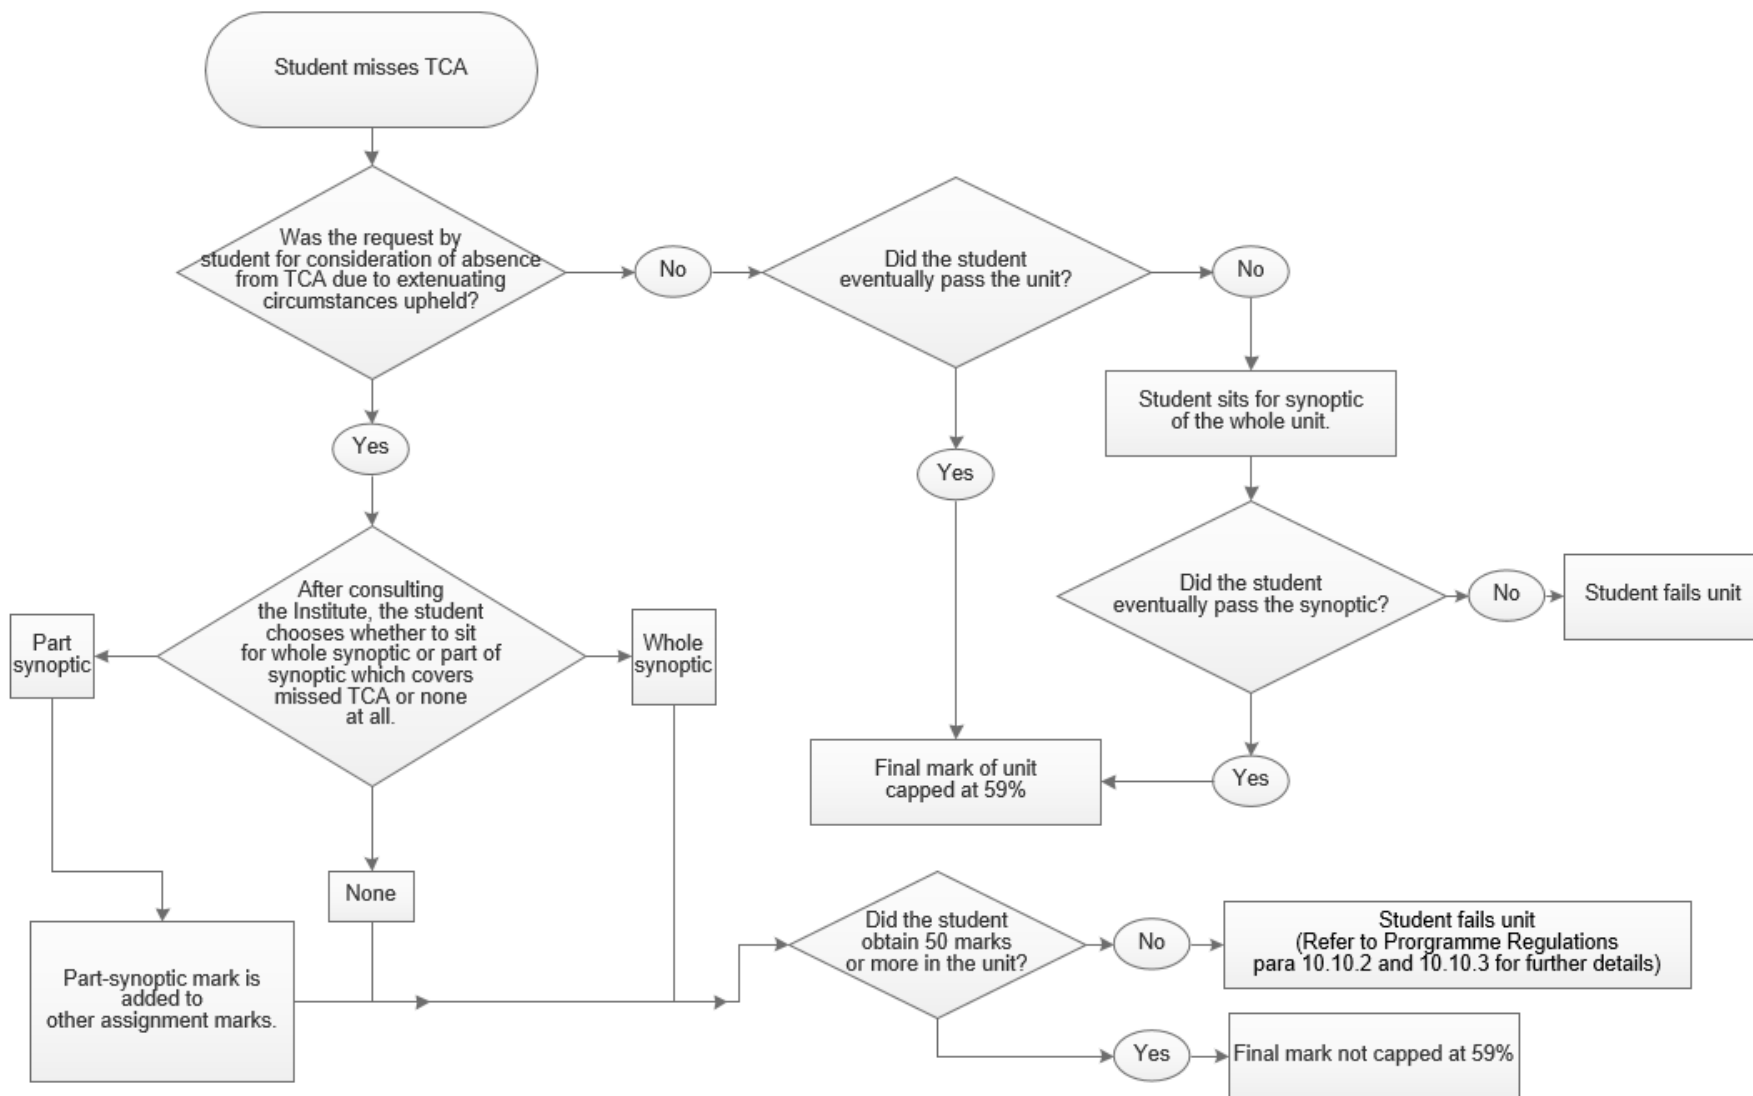 Student misses TCA
Was the request by
student for consideration of absence
from TCA due to extenuating
circumstances upheld?
No
Did the student
eventually pass the unit?
No
Student sits for synoptic
of the whole unit.
Yes
Yes
Did the student
eventually pass the synoptic?
No
Student fails unit
After consulting
the Institute, the student
chooses whether to sit
for whole synoptic or part of
synoptic which covers
missed TCA or none
at all.
Part
synoptic
Whole
synoptic
Final mark of unit
capped at 59%
Yes
None
Part-synoptic mark is
added to
other assignment marks.
Did the student
obtain 50 marks
or more in the unit?
No
Student fails unit
(Refer to Prorgramme Regulations
para 10.10.2 and 10.10.3 for further details)
Yes
Final mark not capped at 59%